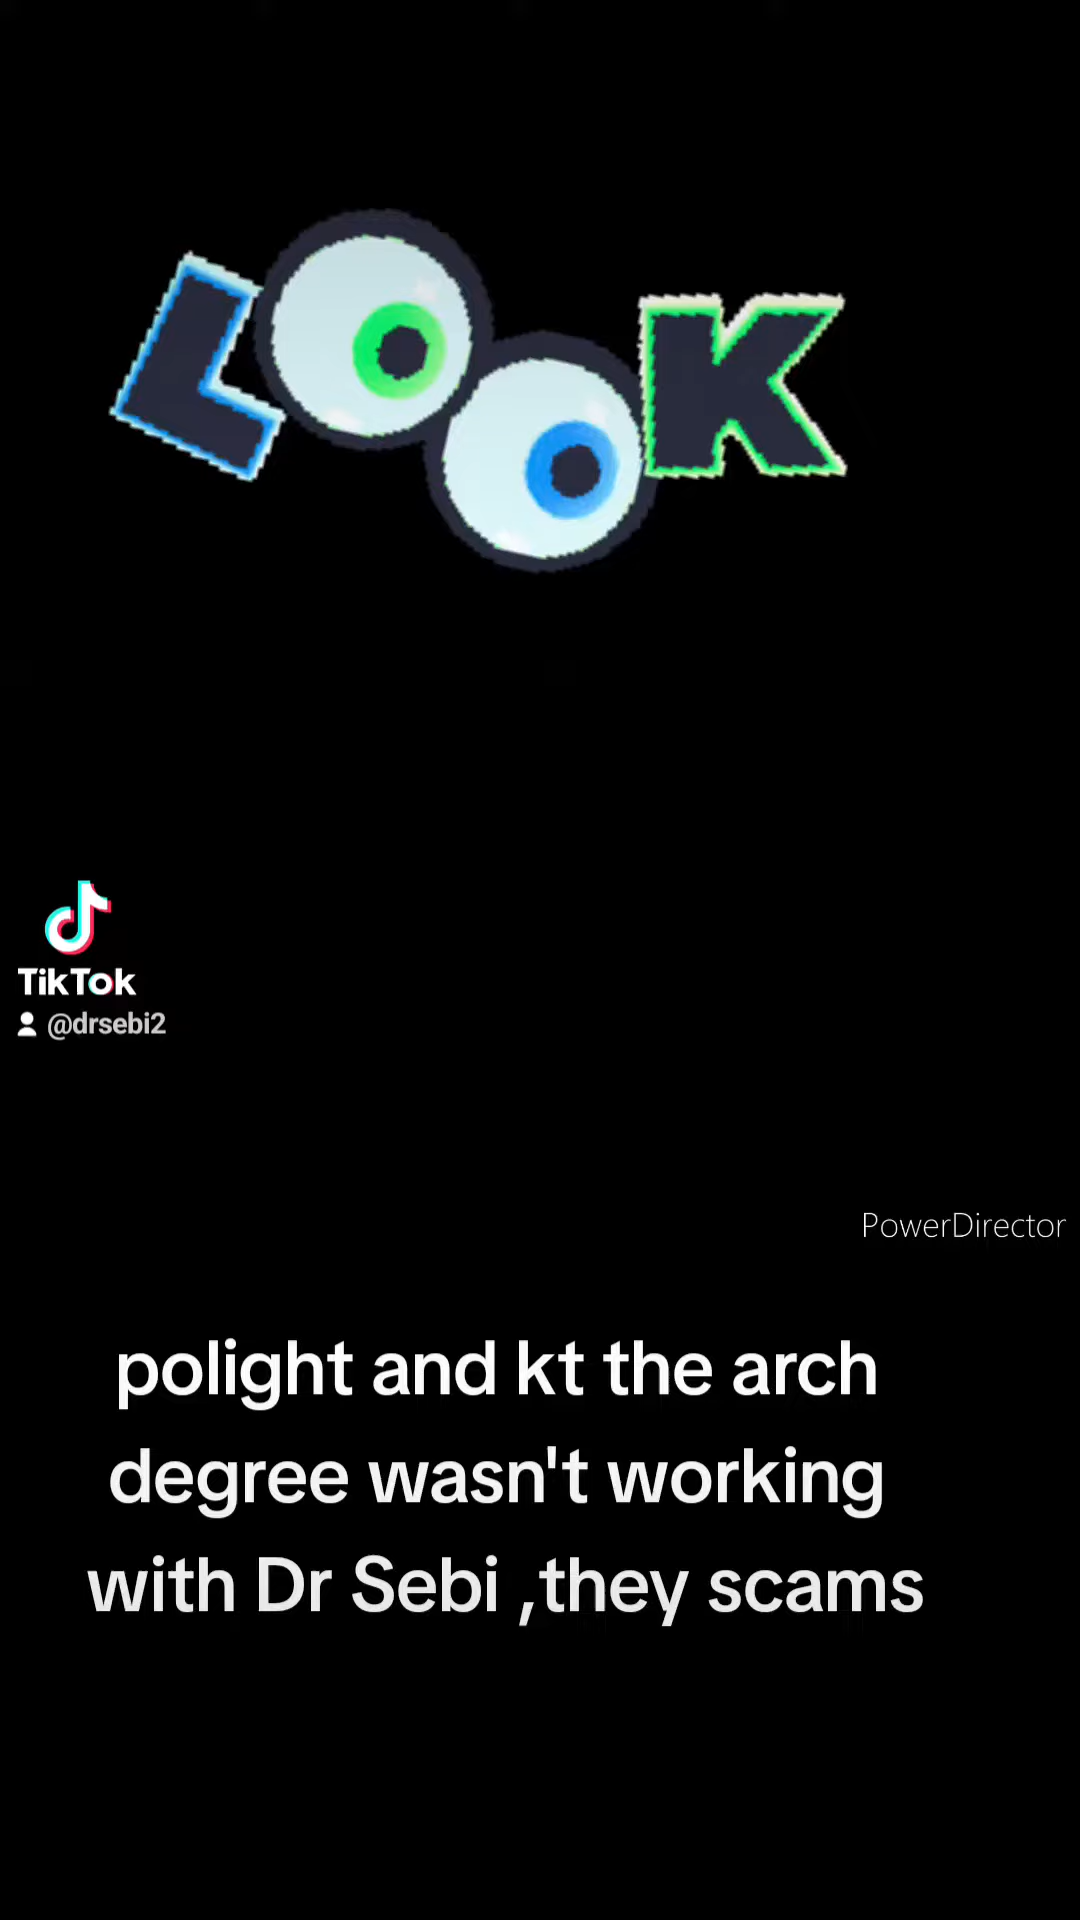 LOOK
TikTok
@drsebi2
PowerDirector
polight and kt the arch
degree wasn't working
with Dr Sebi ,they scams